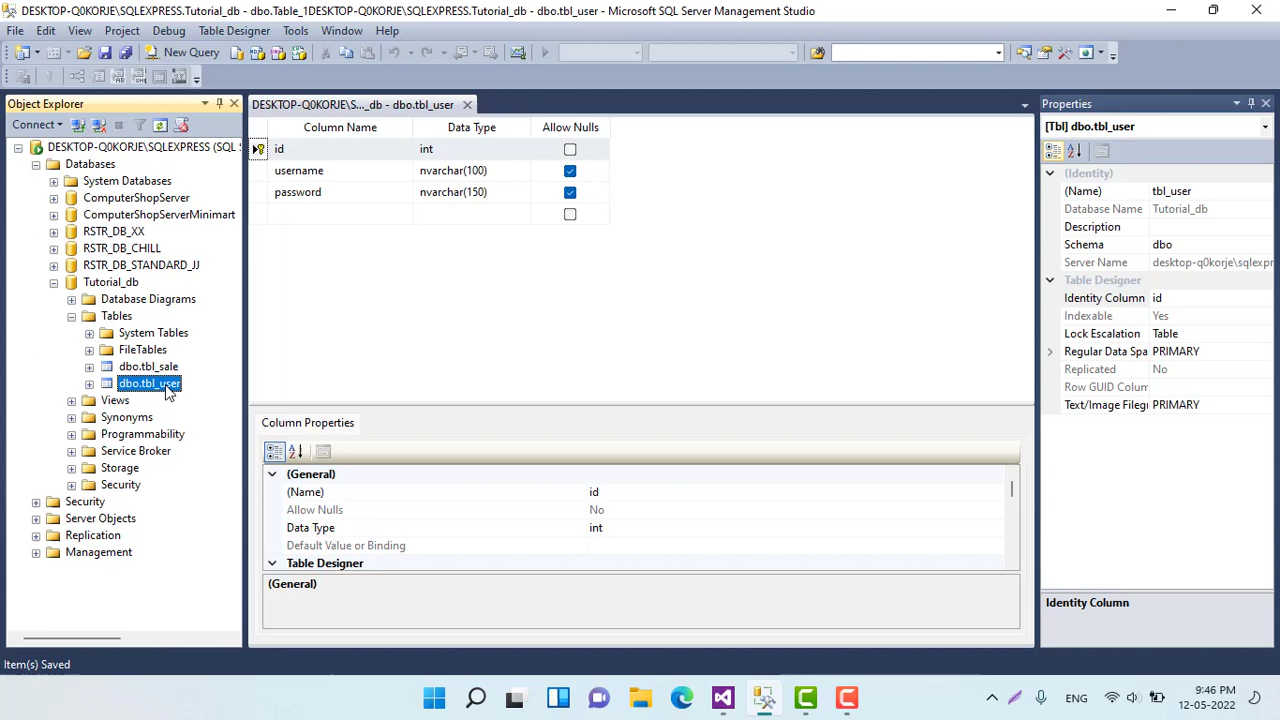 DESKTOP-Q0KORJE\SQLEXPRESS.Tutorial_db - dbo.Table_1DESKTOP-Q0KORJE\SQLEXPRESS.Tutorial_db - dbo.tbl_user - Microsoft SQL Server Management Studio
File Edit View Project Debug Table Designer Tools Window Help
New Query
Object Explorer
Connect
DESKTOP-Q0KORJE\SQLEXPRESS (SQL S
Databases
System Databases
ComputerShopServer
ComputerShopServerMinimart
RSTR_DB_XX
RSTR_DB_CHILL
RSTR_DB_STANDARD_JJ
Tutorial_db
Database Diagrams
Tables
System Tables
FileTables
dbo.tbl_sale
dbo.tbl_user
Views
Synonyms
Programmability
Service Broker
Storage
Security
Security
Server Objects
Replication
Management
DESKTOP-Q0KORJE\S..._db - dbo.tbl_user
Column Name Data Type Allow Nulls
id int
username nvarchar(100)
password nvarchar(150)
Column Properties
(General)
(Name) id
Allow Nulls No
Data Type int
Default Value or Binding
Table Designer
(General)
Properties
[Tbl] dbo.tbl_user
(Identity)
(Name) tbl_user
Database Name Tutorial_db
Description
Schema dbo
Server Name desktop-q0korje\sqlexpr
Table Designer
Identity Column id
Indexable Yes
Lock Escalation Table
Regular Data Spa PRIMARY
Replicated No
Row GUID Colum
Text/Image Filegr PRIMARY
Identity Column
Item(s) Saved
ENG
9:46 PM
12-05-2022